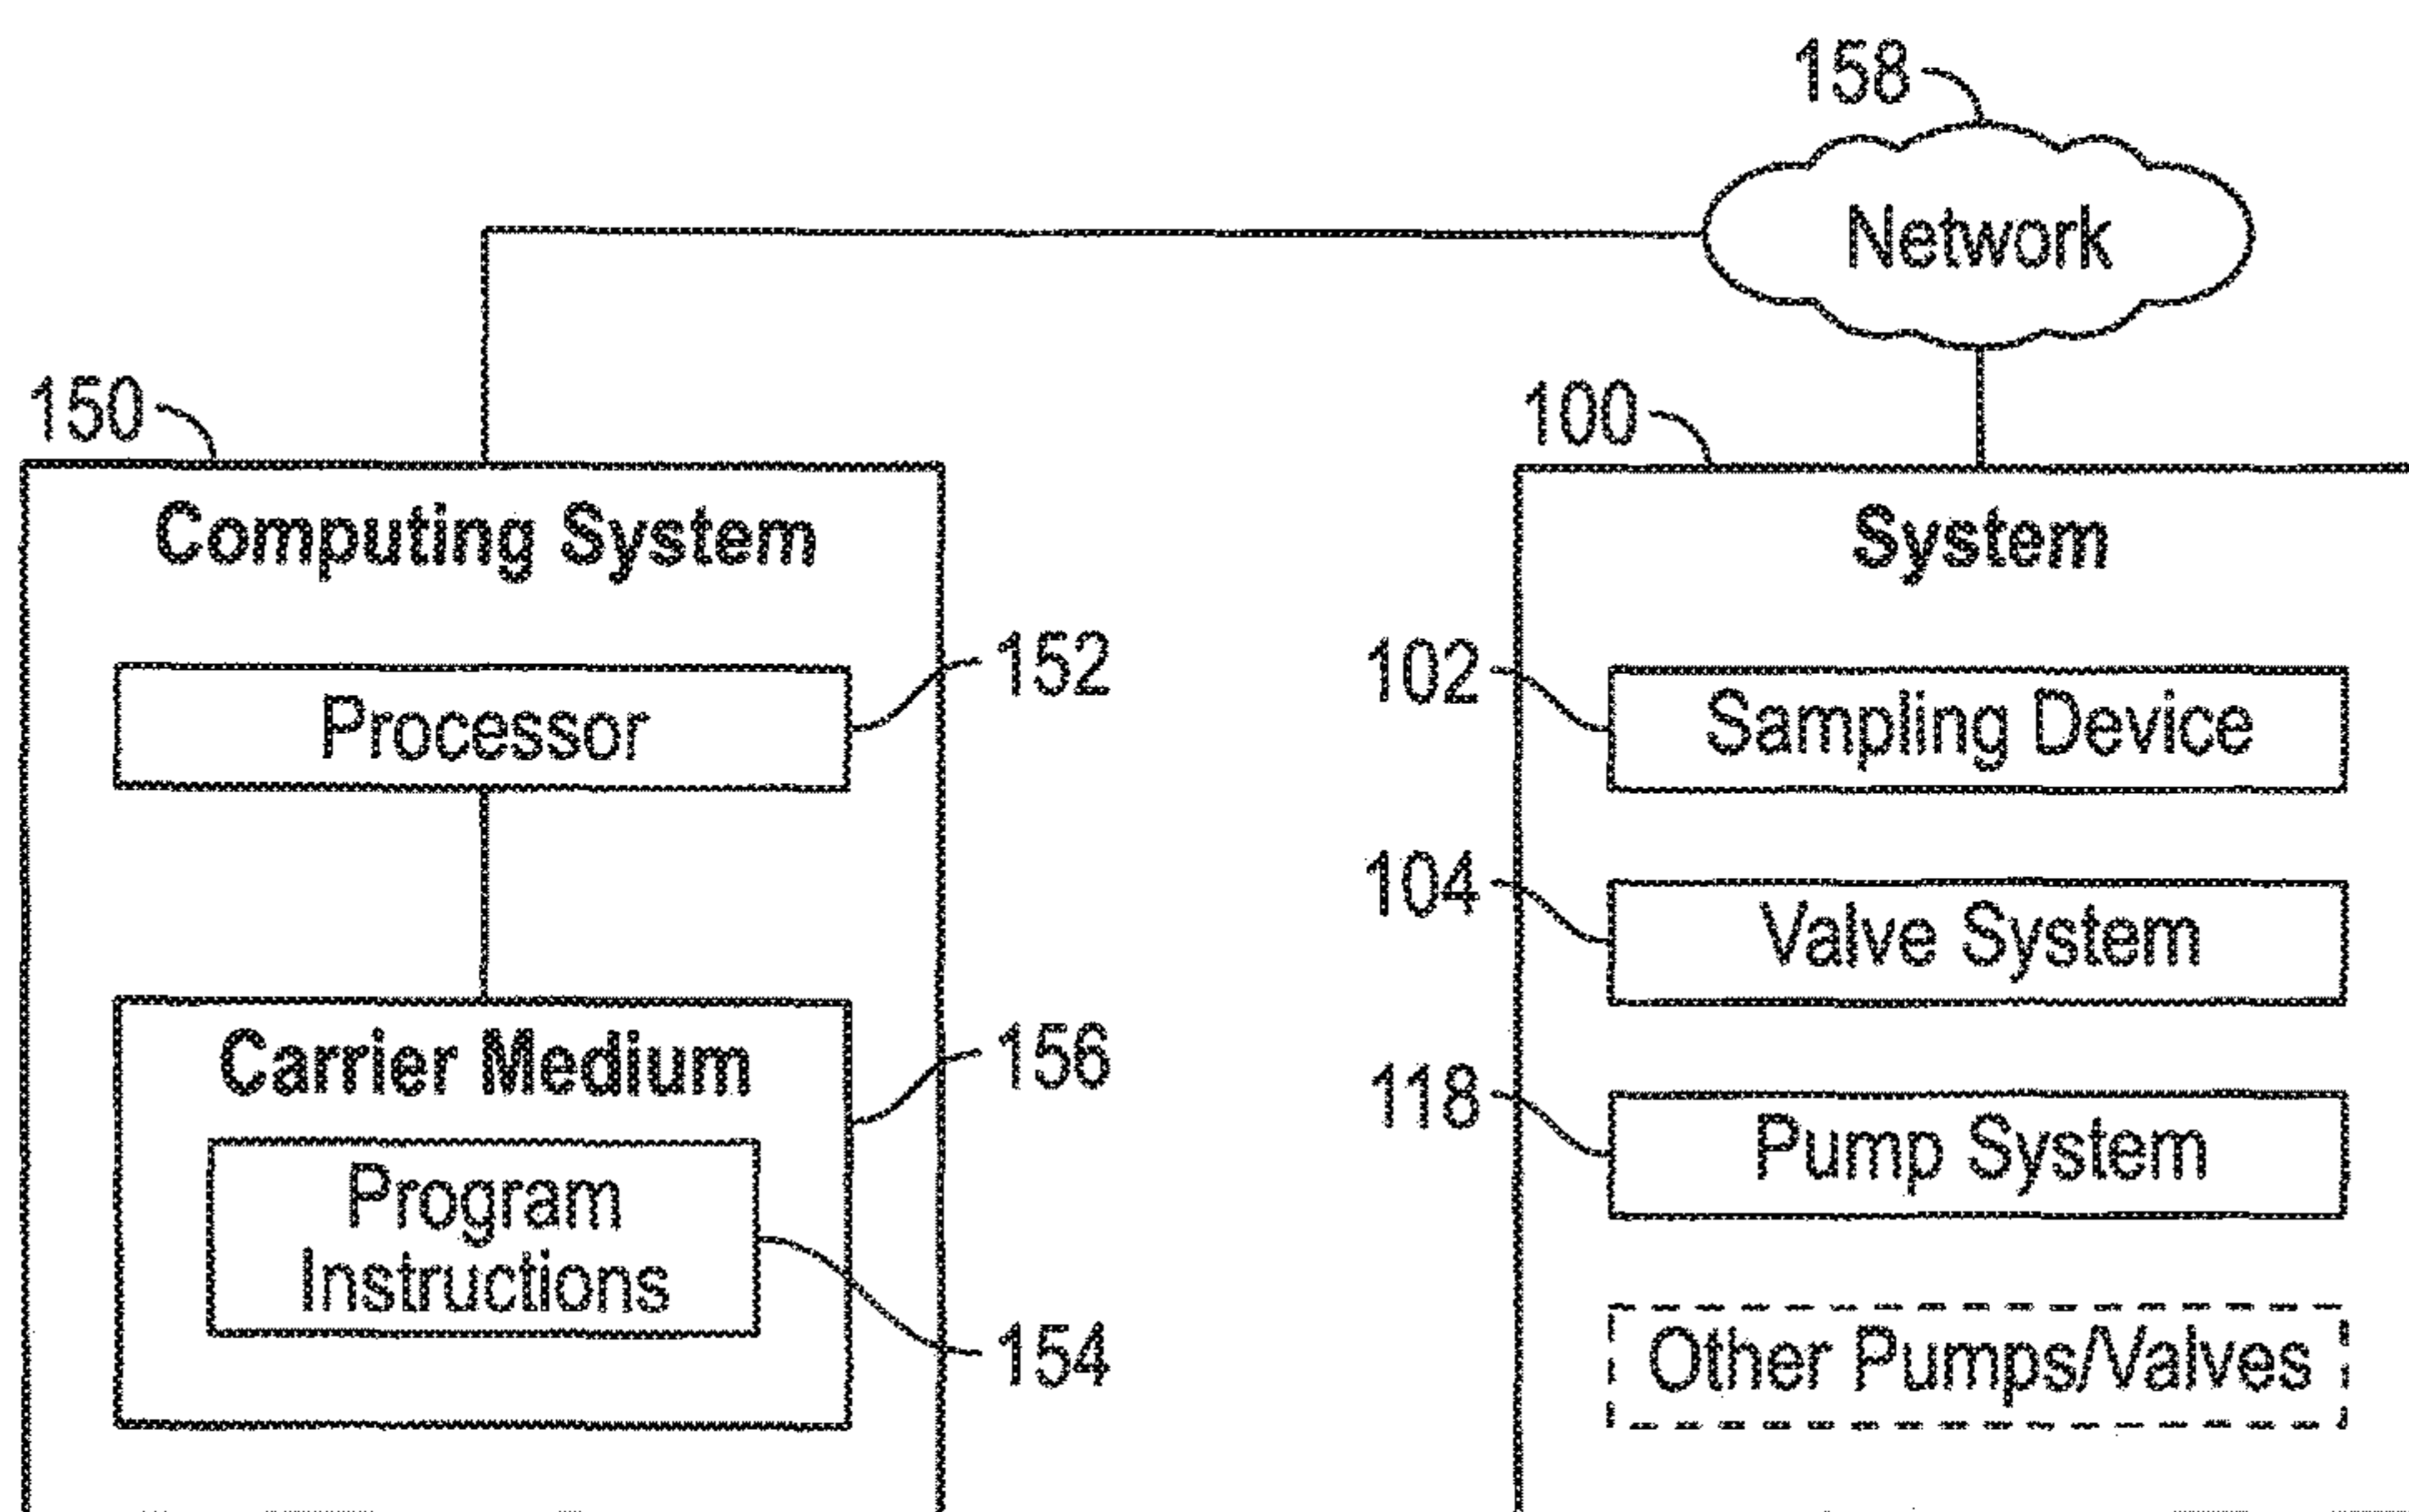 158
Network
150
100
Computing System
System
152
102
Processor
Sampling Device
104
Valve System
Carrier Medium
156
118
Pump System
Program
Instructions
154
Other Pumps/Valves